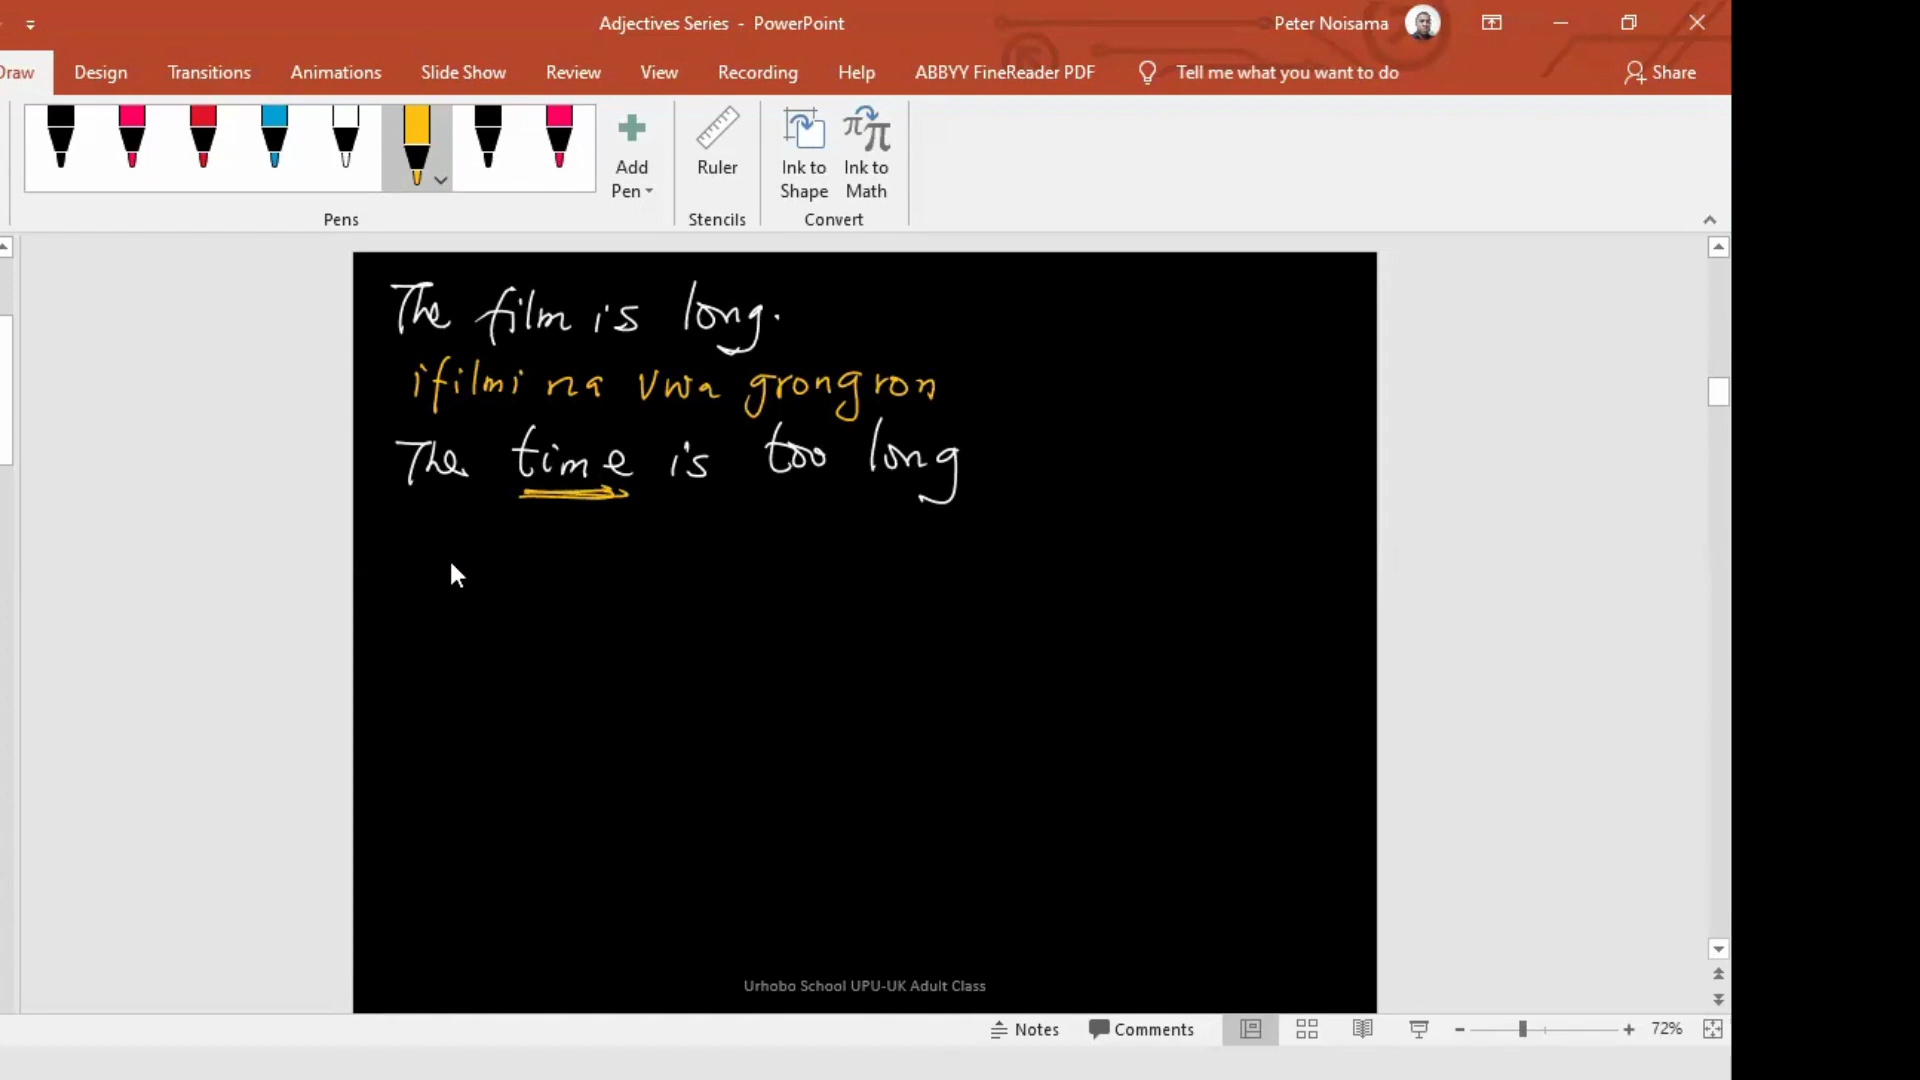 Adjectives Series - PowerPoint
Peter Noisama
Draw Design Transitions Animations Slide Show Review View Recording Help ABBYY FineReader PDF Tell me what you want to do Share
Add Pen
Ruler
Ink to Shape
Ink to Math
Pens
Stencils
Convert
The film is long.
ifilmi na vwa grongron
The time is too long
Urhobo School UPU-UK Adult Class
Notes Comments 72%